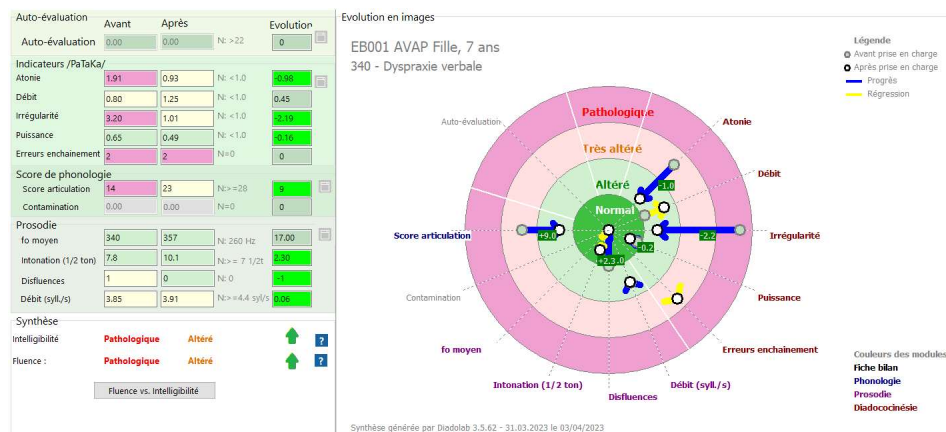 Auto-évaluation Avant Après Evolution
Auto-évaluation 0.00 0.00 N: >22 0
Indicateurs /PaTaKa/
Atonie 1.91 0.93 N: <1.0 -0.98
Débit 0.80 1.25 N: <1.0 0.45
Irrégularité 3.20 1.01 N: <1.0 -2.19
Puissance 0.65 0.49 N: <1.0 -0.16
Erreurs enchainement 2 2 N=0 0
Score de phonologie
Score articulation 14 23 N:>=28 9
Contamination 0.00 0.00 N=0 0
Prosodie
fo moyen 340 357 N: 260 Hz 17.00
Intonation (1/2 ton) 7.8 10.1 N:>= 7 1/2t 2.30
Disfluences 1 0 N: 0 -1
Débit (syll./s) 3.85 3.91 N:>=4.4 syl/s 0.06
Synthèse
Intelligibilité Pathologique Altéré ?
Fluence : Pathologique Altéré ?
Fluence vs. Intelligibilité
Evolution en images
EB001 AVAP Fille, 7 ans
340 - Dyspraxie verbale
Légende
Avant prise en charge
Après prise en charge
Progrès
Régression
Pathologique
Auto-évaluation
Atonie
Très altéré
Débit
Altéré
-1.0
Normal
Score articulation
+9.0
-2.2
Irrégularité
-0.2
+2.3.0
Contamination
Puissance
fo moyen
Erreurs enchainement
Intonation (1/2 ton)
Débit (syll./s)
Disfluences
Couleurs des modules
Fiche bilan
Phonologie
Prosodie
Diadococinésie
Synthèse générée par Diadolab 3.5.62 - 31.03.2023 le 03/04/2023